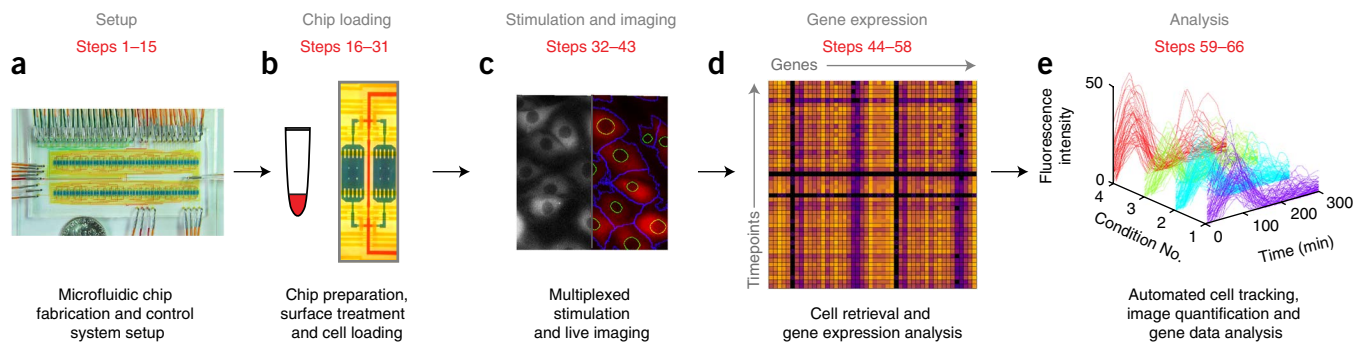 Setup
Steps 1–15
a
Microfluidic chip
fabrication and control
system setup
Chip loading
Steps 16–31
b
Chip preparation,
surface treatment
and cell loading
Stimulation and imaging
Steps 32–43
c
Multiplexed
stimulation
and live imaging
Gene expression
Steps 44–58
d
Genes
Timepoints
Cell retrieval and
gene expression analysis
Analysis
Steps 59–66
e
50
0
Fluorescence
intensity
4
3
2
1
Condition No.
0
100
200
300
Time (min)
Automated cell tracking,
image quantification and
gene data analysis